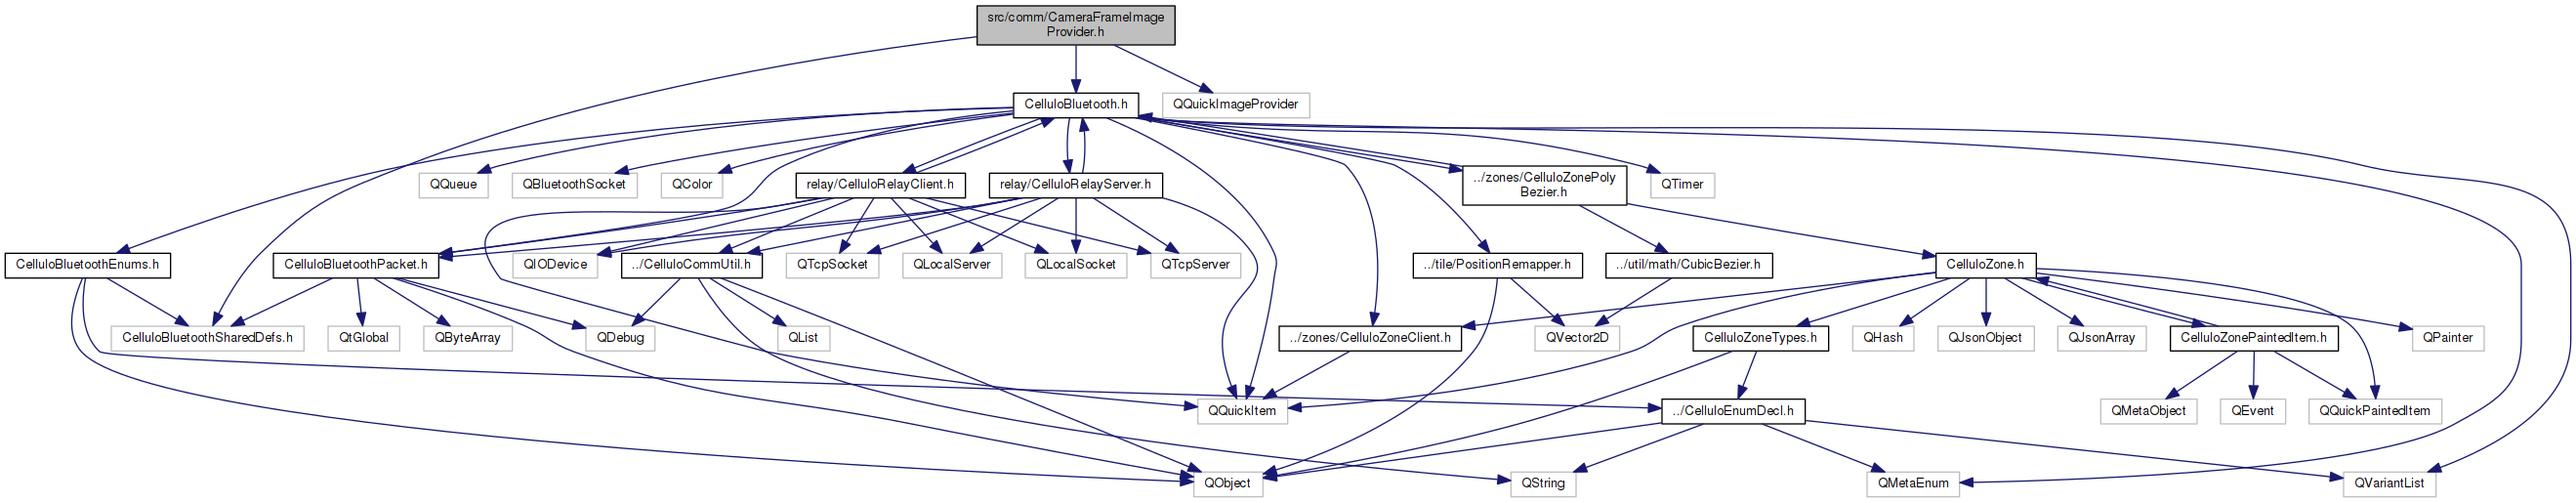 src/comm/CameraFrameImage
Provider.h
CelluloBluetooth.h
QQuickImageProvider
QQueue
QBluetoothSocket
QColor
relay/CelluloRelayClient.h
relay/CelluloRelayServer.h
../zones/CelluloZonePoly
Bezier.h
QTimer
CelluloBluetoothEnums.h
CelluloBluetoothPacket.h
QIODevice
../CelluloCommUtil.h
QTcpSocket
QLocalServer
QLocalSocket
QTcpServer
../tile/PositionRemapper.h
../util/math/CubicBezier.h
CelluloZone.h
CelluloBluetoothSharedDefs.h
QtGlobal
QByteArray
QDebug
QList
../zones/CelluloZoneClient.h
QVector2D
CelluloZoneTypes.h
QHash
QJsonObject
QJsonArray
CelluloZonePaintedItem.h
QPainter
QQuickItem
../CelluloEnumDecl.h
QMetaObject
QEvent
QQuickPaintedItem
QObject
QString
QMetaEnum
QVariantList